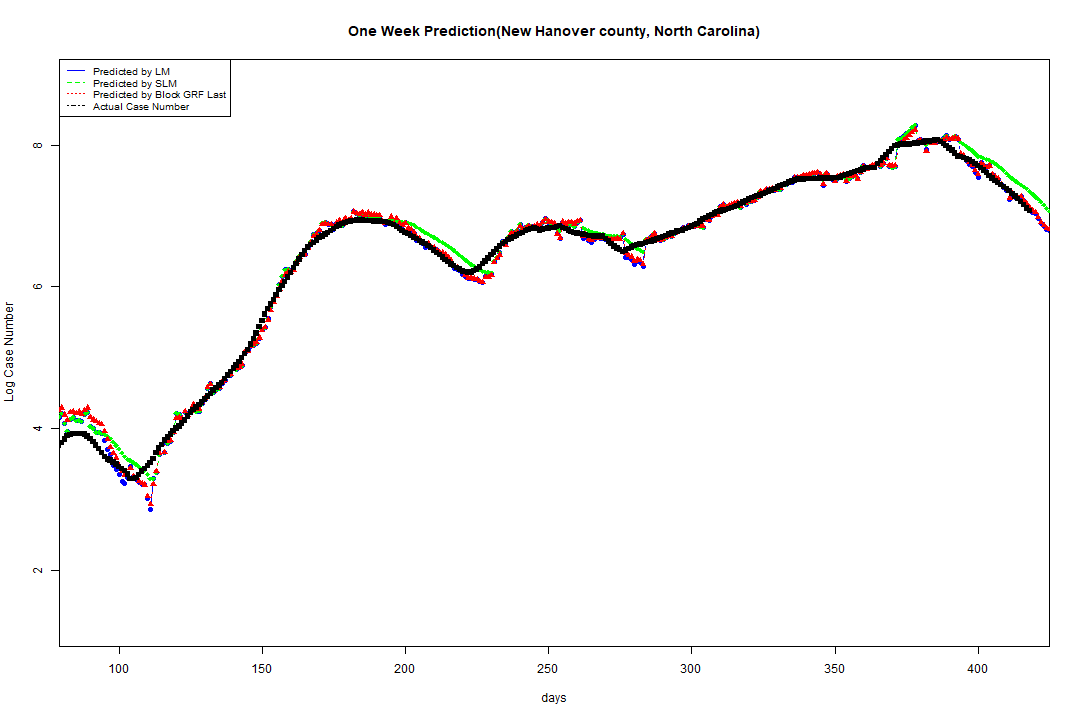 One Week Prediction(New Hanover county, North Carolina)
Predicted by LM
Predicted by SLM
Predicted by Block GRF Last
Actual Case Number
8
6
4
2
Log Case Number
100 150 200 250 300 350 400
days